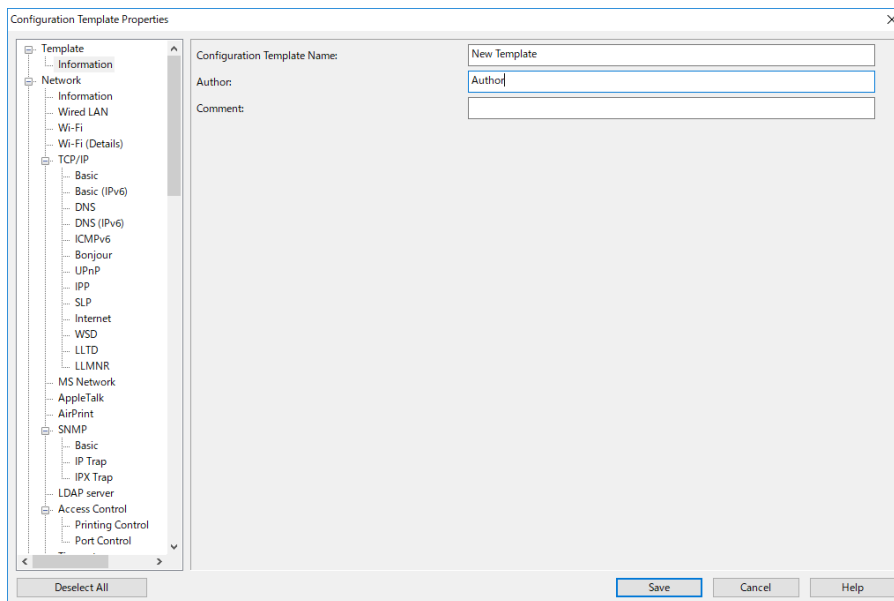 Configuration Template Properties
Template
Information
Network
Information
Wired LAN
Wi-Fi
Wi-Fi (Details)
TCP/IP
Basic
Basic (IPv6)
DNS
DNS (IPv6)
ICMPv6
Bonjour
UPnP
IPP
SLP
Internet
WSD
LLTD
LLMNR
MS Network
AppleTalk
AirPrint
SNMP
Basic
IP Trap
IPX Trap
LDAP server
Access Control
Printing Control
Port Control
Configuration Template Name: New Template
Author: Author
Comment:
Deselect All Save Cancel Help